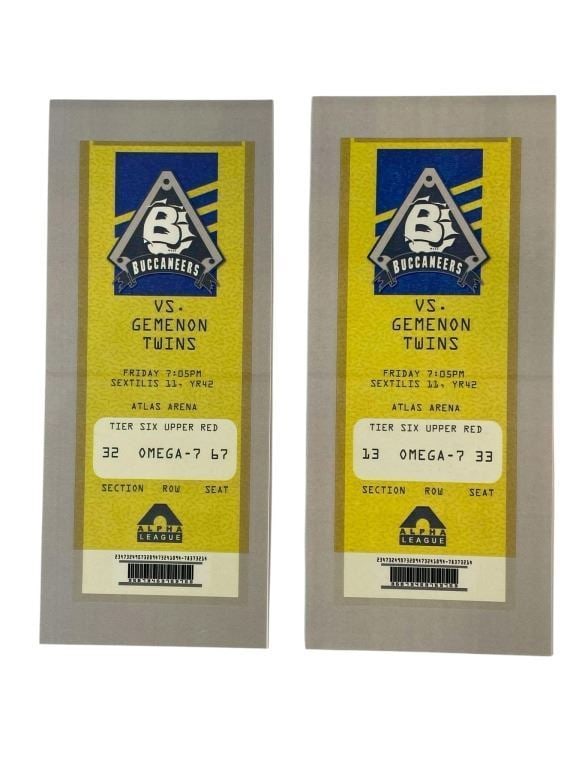 B
BUCCANEERS
VS.
GEMENON
TWINS
FRIDAY 7:05PM
SEXTILIS 11, YR42
ATLAS ARENA
TIER SIX UPPER RED
32 OMEGA-7 67
SECTION ROW SEAT
ALPHA
LEAGUE
B
BUCCANEERS
VS.
GEMENON
TWINS
FRIDAY 7:05PM
SEXTILIS 11, YR42
ATLAS ARENA
TIER SIX UPPER RED
13 OMEGA-7 33
SECTION ROW SEAT
ALPHA
LEAGUE